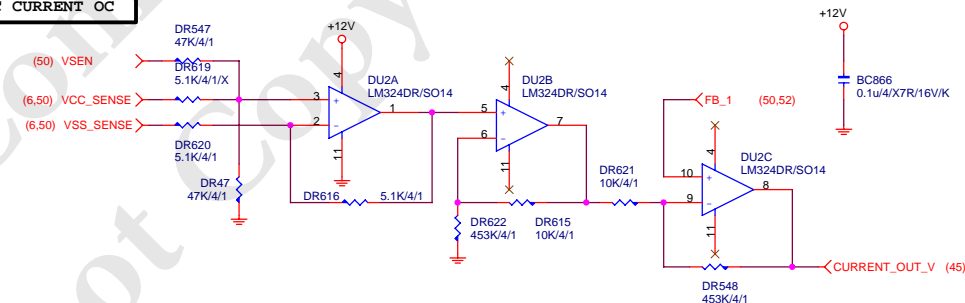 CURRENT OC
+12V
+12V
DR547
47K/4/1
(50) VSEN
DR619
5.1K/4/1/X
(6,50) VCC_SENSE
(6,50) VSS_SENSE
DR620
5.1K/4/1
DR47
47K/4/1
DU2A
LM324DR/SO14
3
2
1
4
11
+
-
DR616
5.1K/4/1
DU2B
LM324DR/SO14
5
6
7
4
11
+
-
DR622
453K/4/1
DR615
10K/4/1
DR621
10K/4/1
FB_1 (50,52)
DU2C
LM324DR/SO14
10
9
8
4
11
+
-
DR548
453K/4/1
CURRENT_OUT_V (45)
BC866
0.1u/4/X7R/16V/K
Con
ot Copy